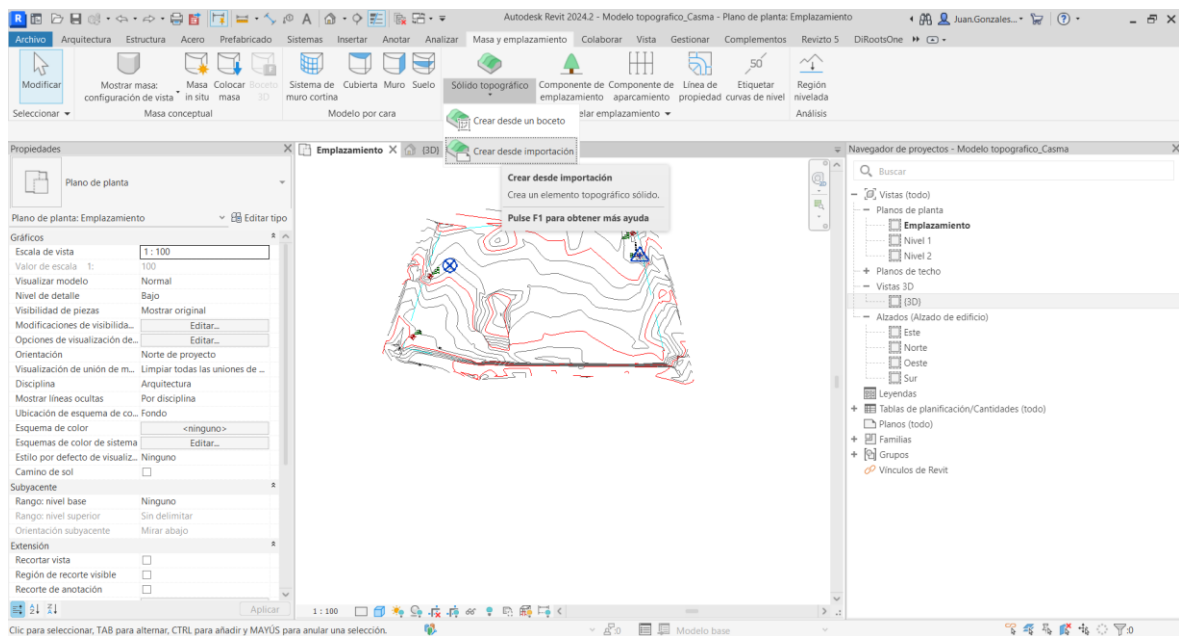 Autodesk Revit 2024.2 - Modelo topografico_Casma - Plano de planta: Emplazamiento
Juan.Gonzales...
Archivo Arquitectura Estructura Acero Prefabricado Sistemas Insertar Anotar Analizar Masa y emplazamiento Colaborar Vista Gestionar Complementos Revizto 5 DiRootsOne
Modificar
Mostrar masa:
configuración de vista
Masa
in situ
Colocar
masa
Boceto
3D
Sistema de
muro cortina
Cubierta
Muro
Suelo
Sólido topográfico
Componente de
emplazamiento
Componente de
aparcamiento
Línea de
propiedad
Etiquetar
curvas de nivel
Región
nivelada
50
Seleccionar
Masa conceptual
Modelo por cara
elar emplazamiento
Análisis
Crear desde un boceto
Crear desde importación
Crear desde importación
Crea un elemento topográfico sólido.
Pulse F1 para obtener más ayuda
Propiedades
Plano de planta
Plano de planta: Emplazamiento
Editar tipo
Gráficos
Escala de vista 1 : 100
Valor de escala 1: 100
Visualizar modelo Normal
Nivel de detalle Bajo
Visibilidad de piezas Mostrar original
Modificaciones de visibilida... Editar...
Opciones de visualización de... Editar...
Orientación Norte de proyecto
Visualización de unión de m... Limpiar todas las uniones de ...
Disciplina Arquitectura
Mostrar líneas ocultas Por disciplina
Ubicación de esquema de co... Fondo
Esquema de color <ninguno>
Esquemas de color de sistema Editar...
Estilo por defecto de visualiz... Ninguno
Camino de sol
Subyacente
Rango: nivel base Ninguno
Rango: nivel superior Sin delimitar
Orientación subyacente Mirar abajo
Extensión
Recortar vista
Región de recorte visible
Recorte de anotación
Aplicar
Emplazamiento
{3D}
1 : 100
Navegador de proyectos - Modelo topografico_Casma
Buscar
Vistas (todo)
Planos de planta
Emplazamiento
Nivel 1
Nivel 2
Planos de techo
Vistas 3D
{3D}
Alzados (Alzado de edificio)
Este
Norte
Oeste
Sur
Leyendas
Tablas de planificación/Cantidades (todo)
Planos (todo)
Familias
Grupos
Vínculos de Revit
Clic para seleccionar, TAB para alternar, CTRL para añadir y MAYÚS para anular una selección.
:0
Modelo base
:0